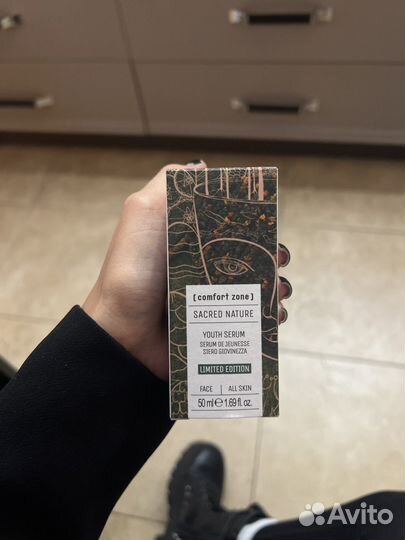 [comfort zone]
SACRED NATURE
YOUTH SERUM
SERUM DE JEUNESSE
SIERO GIOVINEZZA
LIMITED EDITION
FACE | ALL SKIN
50 ml ℮ 1.69 fl. oz.
Avito